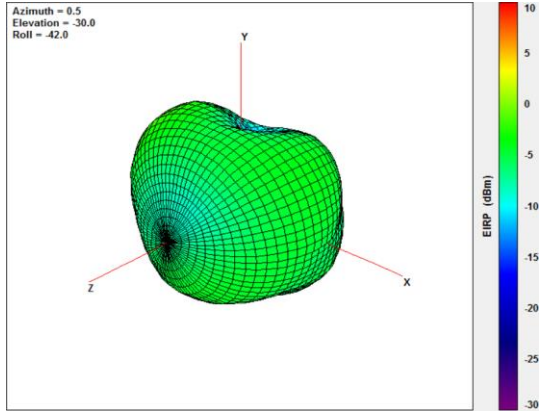 Azimuth = 0.5
Elevation = -30.0
Roll = -42.0
Y
Z
X
EIRP (dBm)
10
5
0
-5
-10
-15
-20
-25
-30